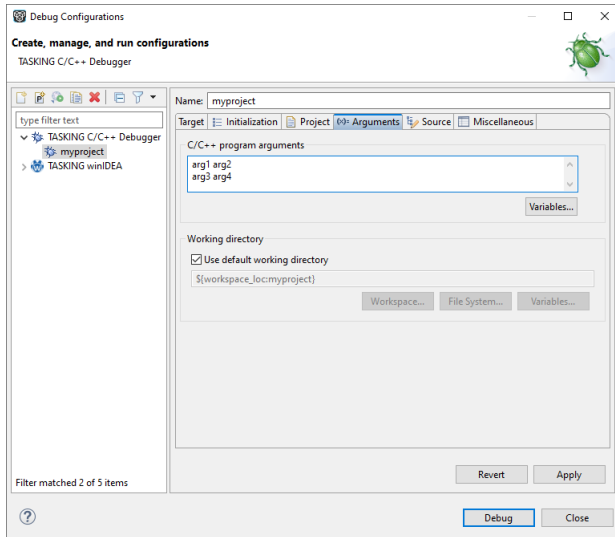 Debug Configurations
Create, manage, and run configurations
TASKING C/C++ Debugger
type filter text
TASKING C/C++ Debugger
myproject
TASKING winIDEA
Filter matched 2 of 5 items
Name: myproject
Target Initialization Project (x)= Arguments Source Miscellaneous
C/C++ program arguments
arg1 arg2
arg3 arg4
Variables...
Working directory
Use default working directory
${workspace_loc:myproject}
Workspace... File System... Variables...
Revert Apply
? Debug Close